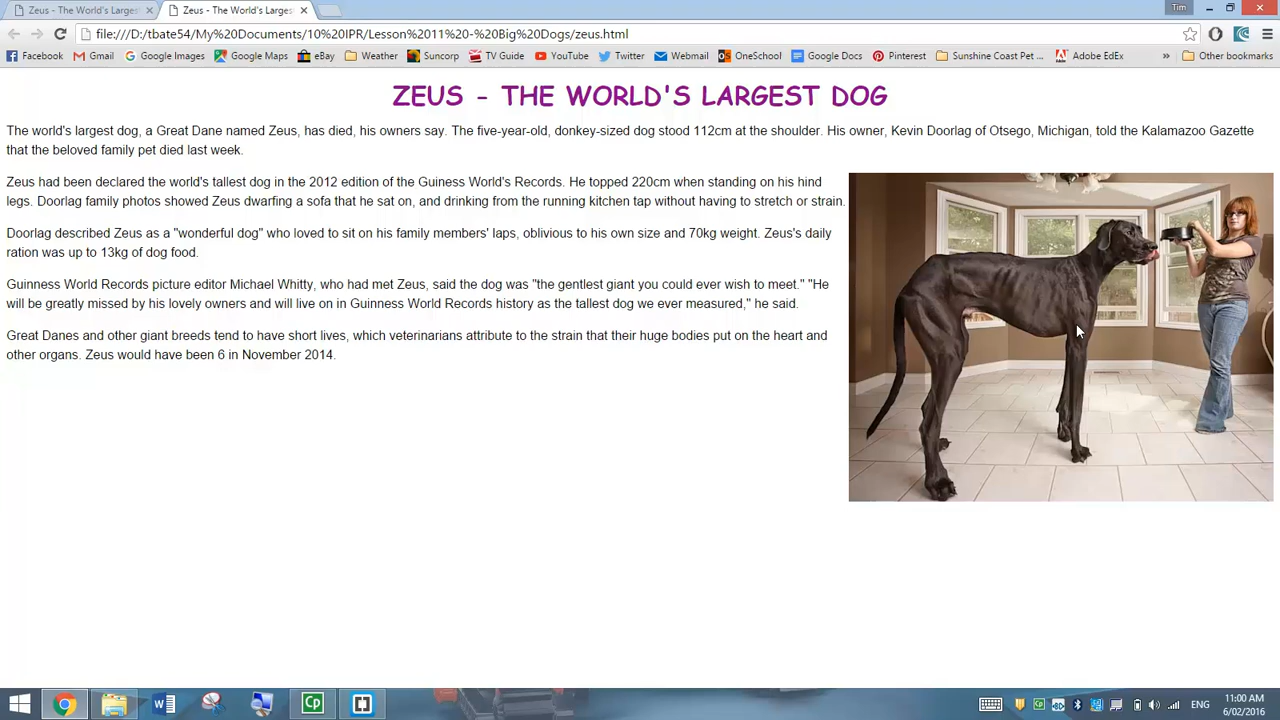 Zeus - The World's Larges
Zeus - The World's Larges
Tim
file:///D:/tbate54/My%20Documents/10%20IPR/Lesson%2011%20-%20Big%20Dogs/zeus.html
Facebook Gmail Google Images Google Maps eBay Weather Suncorp TV Guide YouTube Twitter Webmail OneSchool Google Docs Pinterest Sunshine Coast Pet ... Adobe EdEx » Other bookmarks
ZEUS - THE WORLD'S LARGEST DOG
The world's largest dog, a Great Dane named Zeus, has died, his owners say. The five-year-old, donkey-sized dog stood 112cm at the shoulder. His owner, Kevin Doorlag of Otsego, Michigan, told the Kalamazoo Gazette
that the beloved family pet died last week.
Zeus had been declared the world's tallest dog in the 2012 edition of the Guiness World's Records. He topped 220cm when standing on his hind
legs. Doorlag family photos showed Zeus dwarfing a sofa that he sat on, and drinking from the running kitchen tap without having to stretch or strain.
Doorlag described Zeus as a "wonderful dog" who loved to sit on his family members' laps, oblivious to his own size and 70kg weight. Zeus's daily
ration was up to 13kg of dog food.
Guinness World Records picture editor Michael Whitty, who had met Zeus, said the dog was "the gentlest giant you could ever wish to meet." "He
will be greatly missed by his lovely owners and will live on in Guinness World Records history as the tallest dog we ever measured," he said.
Great Danes and other giant breeds tend to have short lives, which veterinarians attribute to the strain that their huge bodies put on the heart and
other organs. Zeus would have been 6 in November 2014.
ENG
11:00 AM
6/02/2016